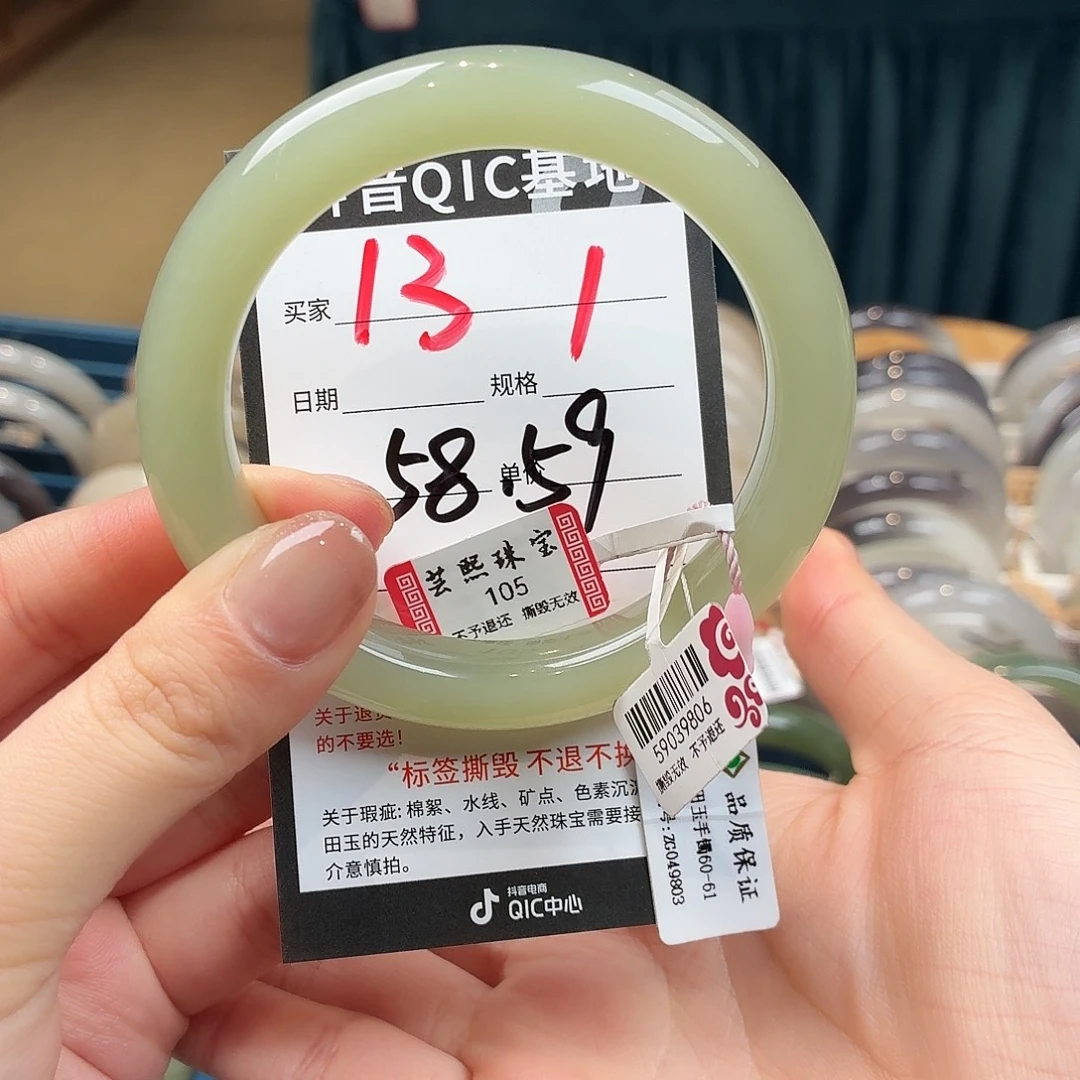 音QIC基地
买家 13 1
日期 规格
58.59
单价
芸熙珠宝
105
不予退还 撕毁无效
59039806
撕毁无效 不予退还
品质保证
田玉手镯60-61
号:ZG049803
关于退
的不要选!
“标签撕毁 不退不换
关于瑕疵: 棉絮、水线、矿点、色素沉
田玉的天然特征,入手天然珠宝需要接
介意慎拍。
抖音电商
QIC中心